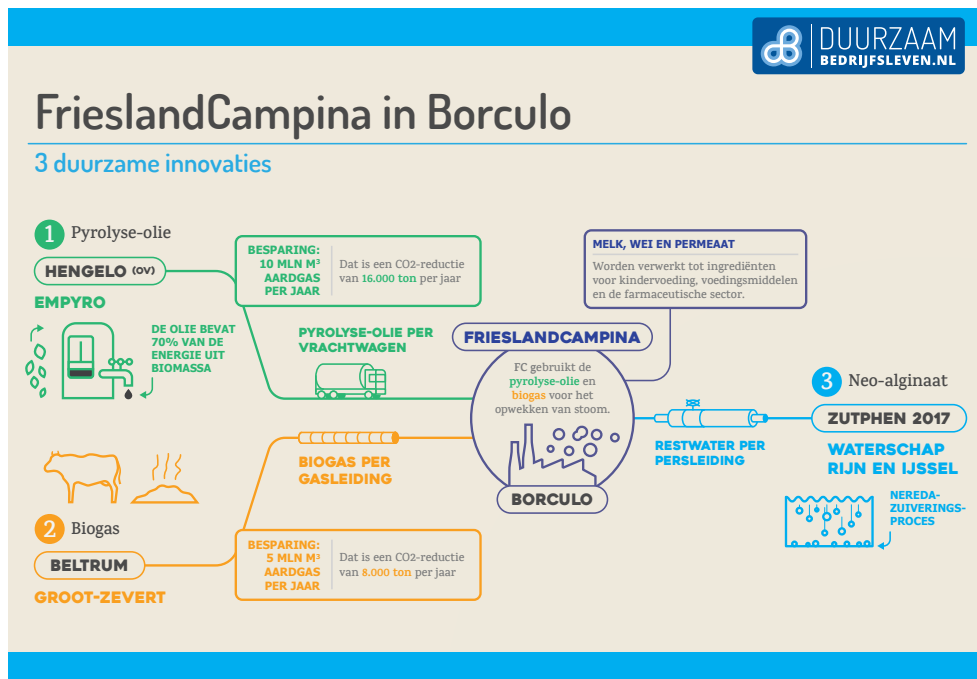 DUURZAAM
BEDRIJFSLEVEN.NL
FrieslandCampina in Borculo
3 duurzame innovaties
1 Pyrolyse-olie
HENGELO (OV)
EMPYRO
DE OLIE BEVAT
70% VAN DE
ENERGIE UIT
BIOMASSA
BESPARING:
10 MLN M³
AARDGAS
PER JAAR
Dat is een CO2-reductie
van 16.000 ton per jaar
PYROLYSE-OLIE PER
VRACHTWAGEN
MELK, WEI EN PERMEAAT
Worden verwerkt tot ingrediënten
voor kindervoeding, voedingsmiddelen
en de farmaceutische sector.
FRIESLANDCAMPINA
FC gebruikt de
pyrolyse-olie en
biogas voor het
opwekken van stoom.
BORCULO
BIOGAS PER
GASLEIDING
2 Biogas
BELTRUM
GROOT-ZEVERT
BESPARING:
5 MLN M³
AARDGAS
PER JAAR
Dat is een CO2-reductie
van 8.000 ton per jaar
RESTWATER PER
PERSLEIDING
3 Neo-alginaat
ZUTPHEN 2017
WATERSCHAP
RIJN EN IJSSEL
NEREDA-
ZUIVERINGS-
PROCES